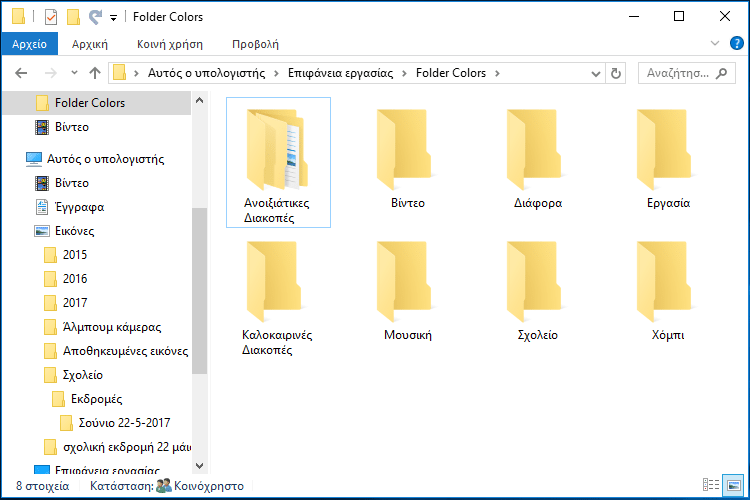 Folder Colors
Αρχείο Αρχική Κοινή χρήση Προβολή
Αυτός ο υπολογιστής Επιφάνεια εργασίας Folder Colors Αναζήτησ...
Folder Colors
Βίντεο
Αυτός ο υπολογιστής
Βίντεο
Έγγραφα
Εικόνες
2015
2016
2017
Άλμπουμ κάμερας
Αποθηκευμένες εικόνες
Σχολείο
Εκδρομές
Σούνιο 22-5-2017
σχολική εκδρομή 22 μάι
Επιφάνεια εργασίας
Ανοιξιάτικες
Διακοπές
Βίντεο
Διάφορα
Εργασία
Καλοκαιρινές
Διακοπές
Μουσική
Σχολείο
Χόμπι
8 στοιχεία Κατάσταση: Κοινόχρηστο